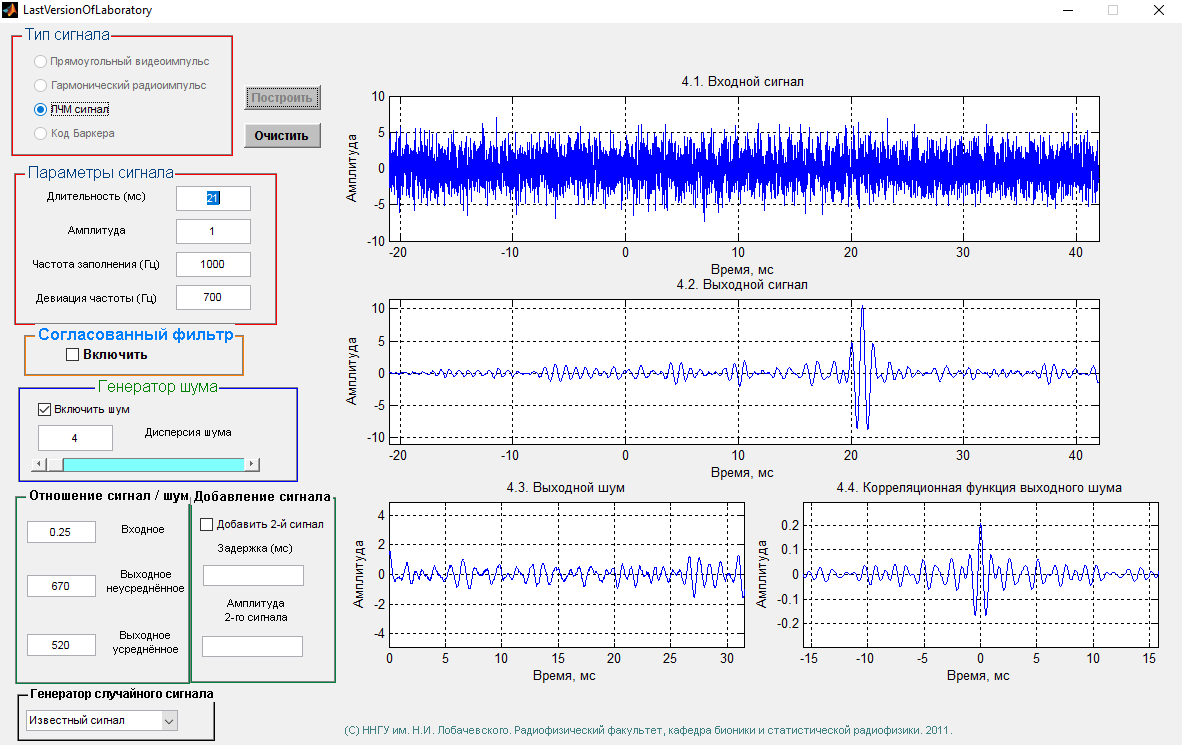 LastVersionOfLaboratory
Тип сигнала
Прямоугольный видеоимпульс
Гармонический радиоимпульс
ЛЧМ сигнал
Код Баркера
Построить
Очистить
Параметры сигнала
Длительность (мс)
21
Амплитуда
1
Частота заполнения (Гц)
1000
Девиация частоты (Гц)
700
Согласованный фильтр
Включить
Генератор шума
Включить шум
4
Дисперсия шума
Отношение сигнал / шум
0.25
Входное
670
Выходное
неусреднённое
520
Выходное
усреднённое
Добавление сигнала
Добавить 2-й сигнал
Задержка (мс)
Амплитуда
2-го сигнала
Генератор случайного сигнала
Известный сигнал
4.1. Входной сигнал
Амплитуда
10
5
0
-5
-10
-20 -10 0 10 20 30 40
Время, мс
4.2. Выходной сигнал
Амплитуда
10
5
0
-5
-10
-20 -10 0 10 20 30 40
Время, мс
4.3. Выходной шум
Амплитуда
4
2
0
-2
-4
0 5 10 15 20 25 30
Время, мс
4.4. Корреляционная функция выходного шума
Амплитуда
0.2
0.1
0
-0.1
-0.2
-15 -10 -5 0 5 10 15
Время, мс
(С) ННГУ им. Н.И. Лобачевского. Радиофизический факультет, кафедра бионики и статистической радиофизики. 2011.